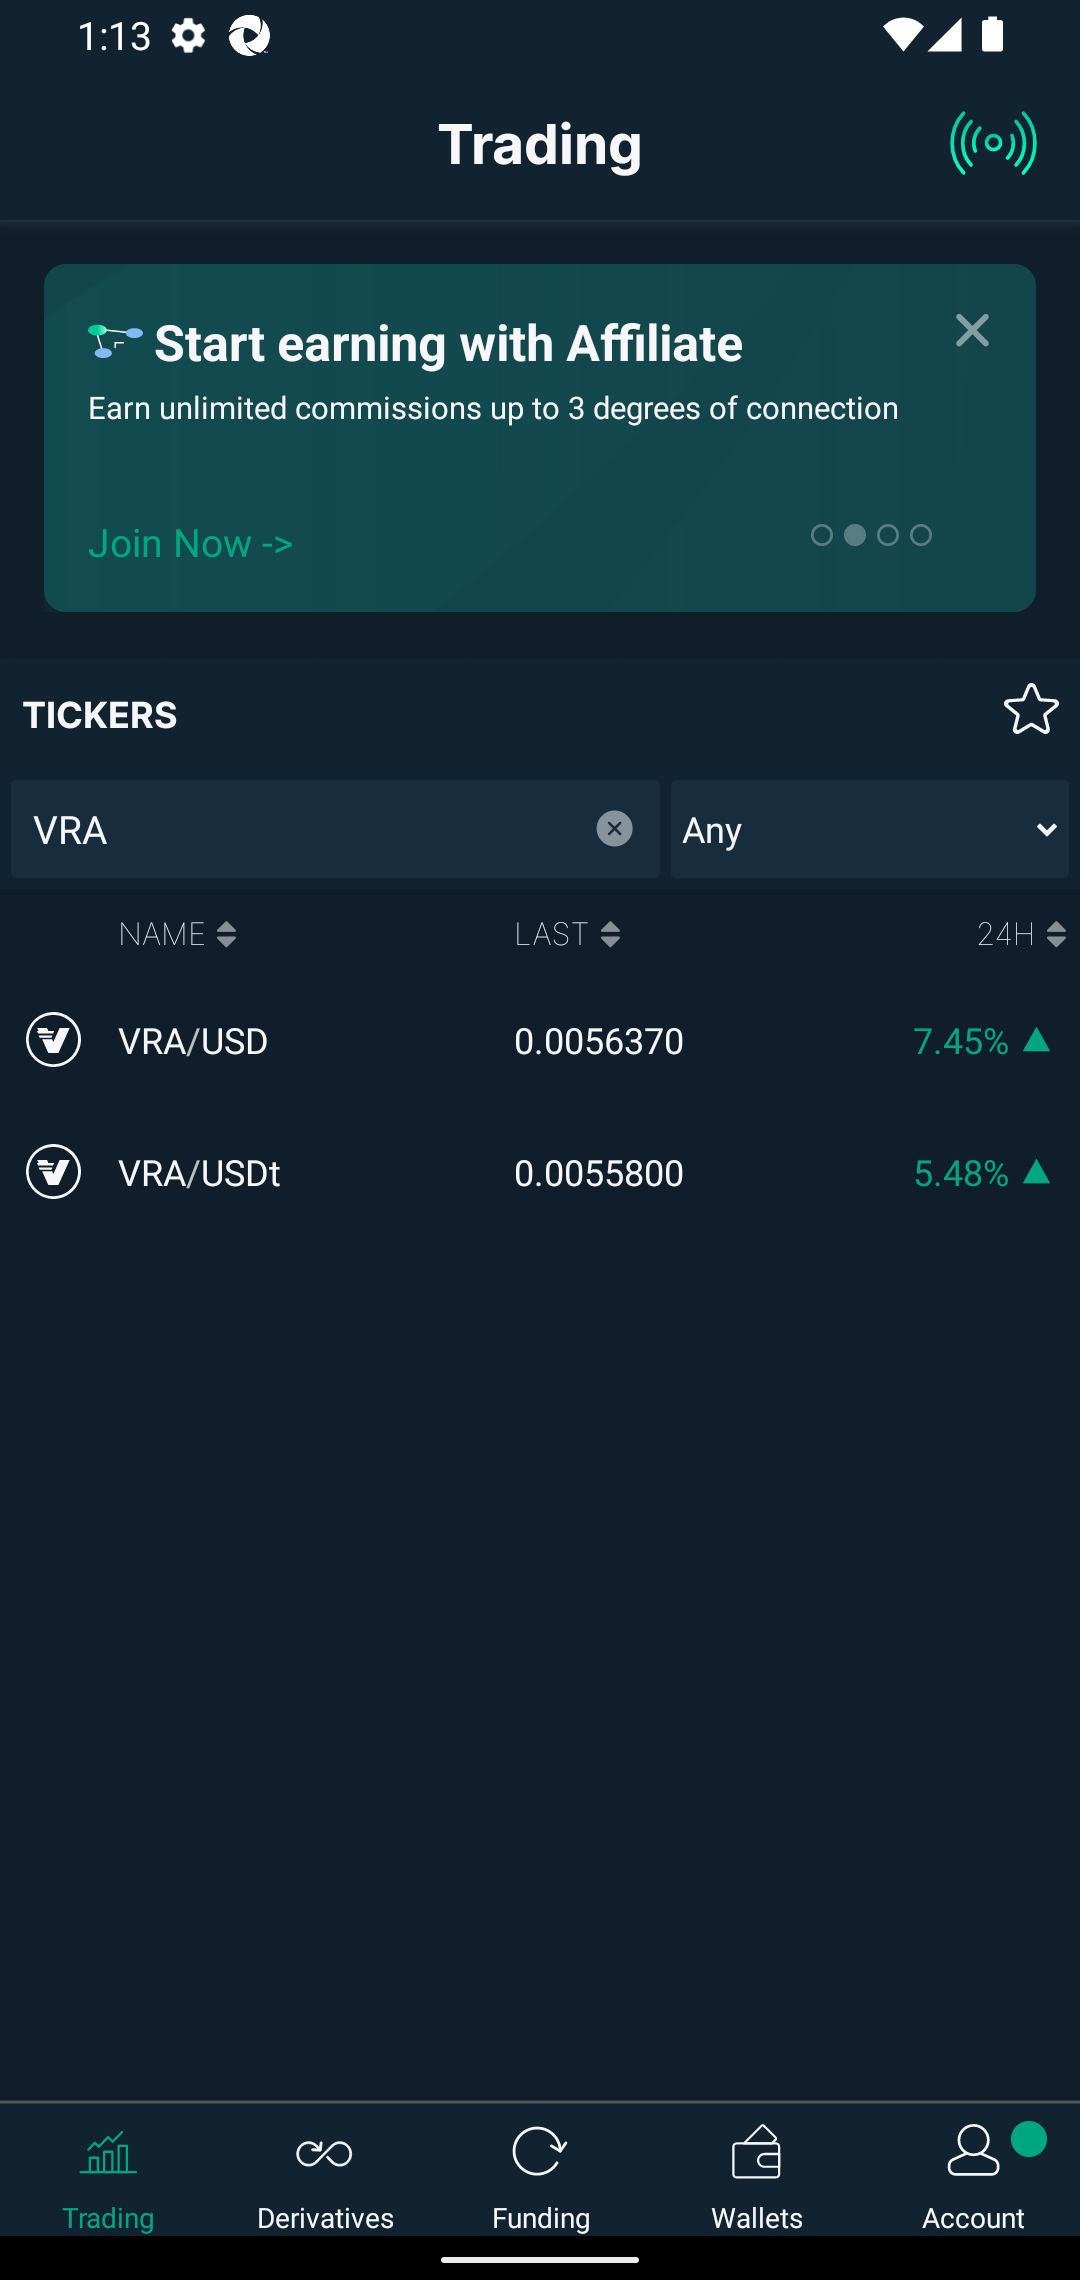 1:13
Trading
Start earning with Affiliate
Earn unlimited commissions up to 3 degrees of connection
Join Now ->
TICKERS
VRA
Any
NAME LAST 24H
VRA/USD 0.0056370 7.45%
VRA/USDt 0.0055800 5.48%
Trading Derivatives Funding Wallets Account